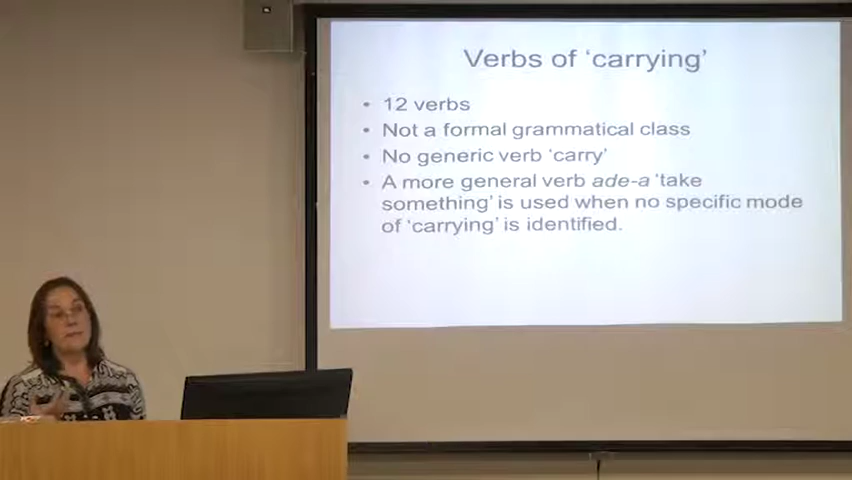 Verbs of ‘carrying’
• 12 verbs
• Not a formal grammatical class
• No generic verb ‘carry’
• A more general verb ade-a ‘take
something’ is used when no specific mode
of ‘carrying’ is identified.